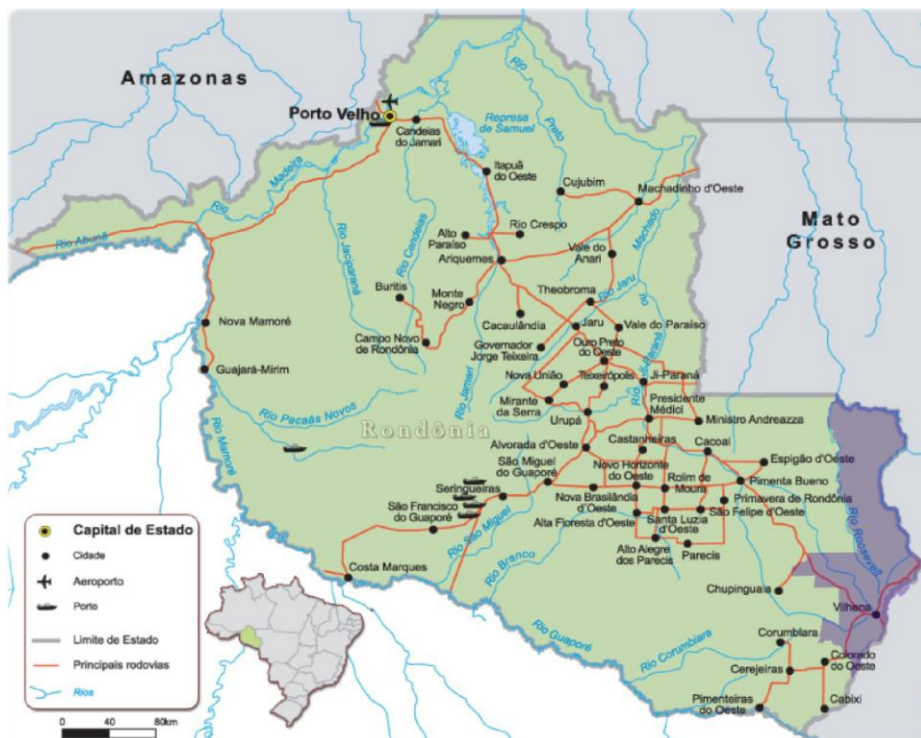 Amazonas
Porto Velho
Candeias
do Jamari
Represa
de Samuel
Rio
Preto
Itapuã
do Oeste
Cujubim
Machadinho d'Oeste
Mato
Grosso
Rio
Madeira
Rio Abunã
Rio Jaciparaná
Rio Candeias
Alto
Paraíso
Rio Crespo
Ariquemes
Vale do
Anari
Machado
ou
Ji-Paraná
Rio
Buritis
Monte
Negro
Theobroma
Rio Jaru
Nova Mamoré
Campo Novo
de Rondônia
Cacaulândia
Jaru
Vale do Paraíso
Governador
Jorge Teixeira
Ouro Preto
do Oeste
Guajará-Mirim
Rio Jamari
Nova União
Teixeirópolis
Ji-Paraná
Mirante
da Serra
Presidente
Médici
Rio Pacaás Novos
Rio Mamoré
Rondônia
Urupá
Ministro Andreazza
Alvorada d'Oeste
Castanheiras
Cacoal
São Miguel
do Guaporé
Novo Horizonte
do Oeste
Rolim de
Moura
Espigão d'Oeste
Pimenta Bueno
Seringueiras
Nova Brasilândia
d'Oeste
Primavera de Rondônia
São Francisco
do Guaporé
Alta Floresta d'Oeste
Santa Luzia
d'Oeste
São Felipe d'Oeste
Rio São Miguel
Rio Branco
Alto Alegre
dos Parecis
Parecis
Rio Roosevelt
Costa Marques
Chupinguaia
Vilhena
Rio Guaporé
Rio Corumbiara
Corumbiara
Colorado
do Oeste
Cerejeiras
Pimenteiras
do Oeste
Cabixi
Capital de Estado
Cidade
Aeroporto
Porto
Limite de Estado
Principais rodovias
Rios
0 40 80km